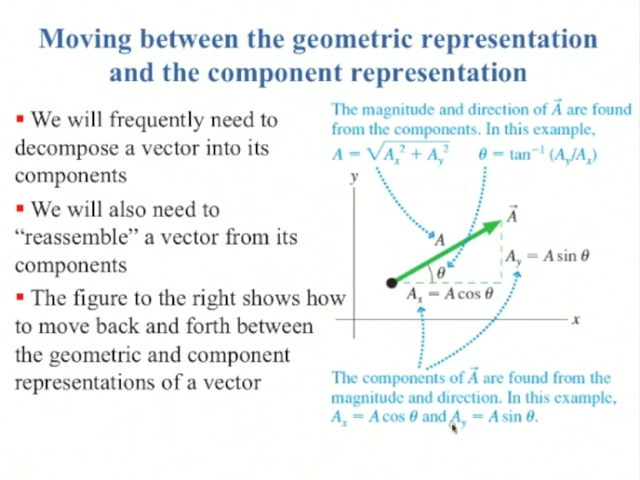 Moving between the geometric representation
and the component representation
▪ We will frequently need to
decompose a vector into its
components
▪ We will also need to
“reassemble” a vector from its
components
▪ The figure to the right shows how
to move back and forth between
the geometric and component
representations of a vector
The magnitude and direction of A⃗ are found
from the components. In this example,
A = √(Aₓ² + Aᵧ²) θ = tan⁻¹ (Aᵧ/Aₓ)
y
A⃗
A
θ
Aᵧ = A sin θ
Aₓ = A cos θ
x
The components of A⃗ are found from the
magnitude and direction. In this example,
Aₓ = A cos θ and Aᵧ = A sin θ.